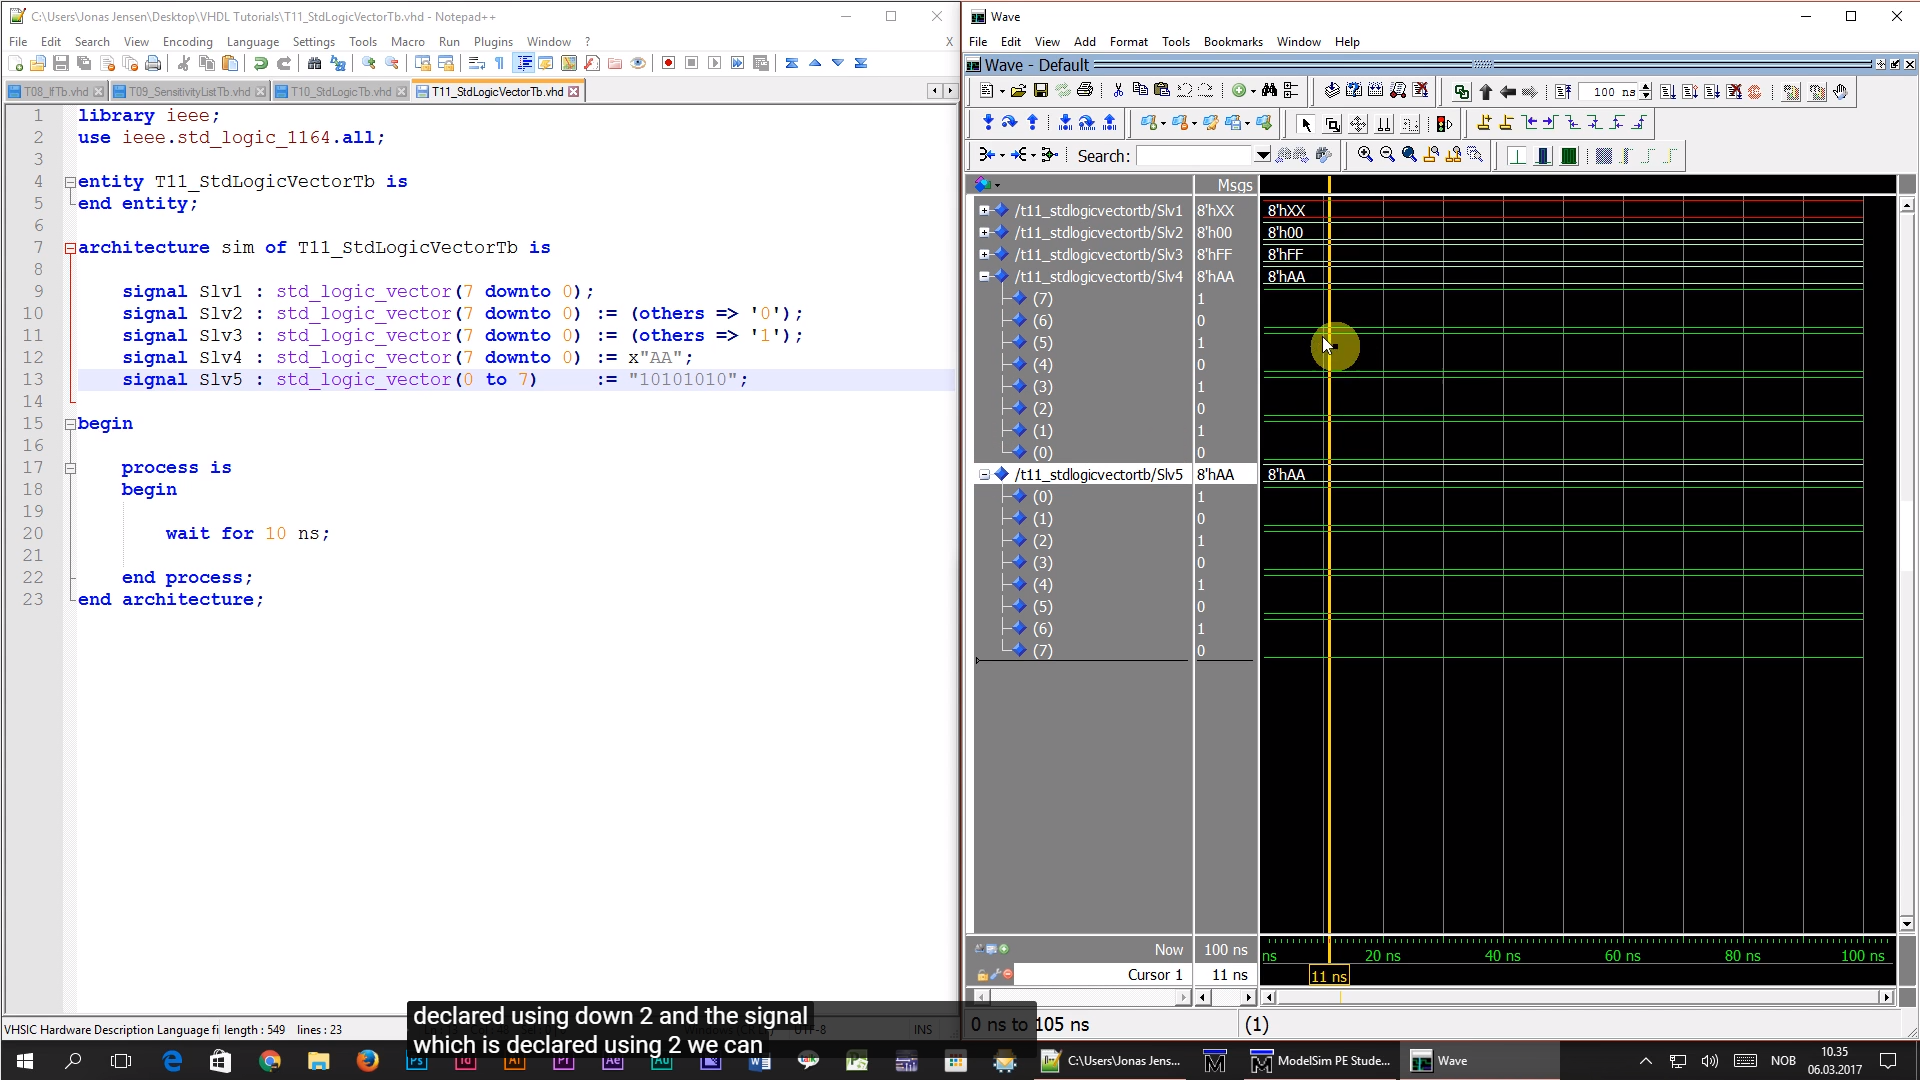 C:\Users\Jonas Jensen\Desktop\VHDL Tutorials\T11_StdLogicVectorTb.vhd - Notepad++
File Edit Search View Encoding Language Settings Tools Macro Run Plugins Window ? X
T08_IfTb.vhd T09_SensitivityListTb.vhd T10_StdLogicTb.vhd T11_StdLogicVectorTb.vhd
1 library ieee;
2 use ieee.std_logic_1164.all;
3
4 entity T11_StdLogicVectorTb is
5 end entity;
6
7 architecture sim of T11_StdLogicVectorTb is
8
9 signal Slv1 : std_logic_vector(7 downto 0);
10 signal Slv2 : std_logic_vector(7 downto 0) := (others => '0');
11 signal Slv3 : std_logic_vector(7 downto 0) := (others => '1');
12 signal Slv4 : std_logic_vector(7 downto 0) := x"AA";
13 signal Slv5 : std_logic_vector(0 to 7) := "10101010";
14
15 begin
16
17 process is
18 begin
19
20 wait for 10 ns;
21
22 end process;
23 end architecture;
VHSIC Hardware Description Language fi length : 549 lines : 23 INS
Wave
File Edit View Add Format Tools Bookmarks Window Help
Wave - Default
100 ns
Search:
Msgs
/t11_stdlogicvectortb/Slv1 8'hXX 8'hXX
/t11_stdlogicvectortb/Slv2 8'h00 8'h00
/t11_stdlogicvectortb/Slv3 8'hFF 8'hFF
/t11_stdlogicvectortb/Slv4 8'hAA 8'hAA
(7) 1
(6) 0
(5) 1
(4) 0
(3) 1
(2) 0
(1) 1
(0) 0
/t11_stdlogicvectortb/Slv5 8'hAA 8'hAA
(0) 1
(1) 0
(2) 1
(3) 0
(4) 1
(5) 0
(6) 1
(7) 0
Now 100 ns ns 20 ns 40 ns 60 ns 80 ns 100 ns
Cursor 1 11 ns 11 ns
0 ns to 105 ns (1)
declared using down 2 and the signal
which is declared using 2 we can
C:\Users\Jonas Jens... ModelSim PE Stude... Wave NOB 10.35
06.03.2017